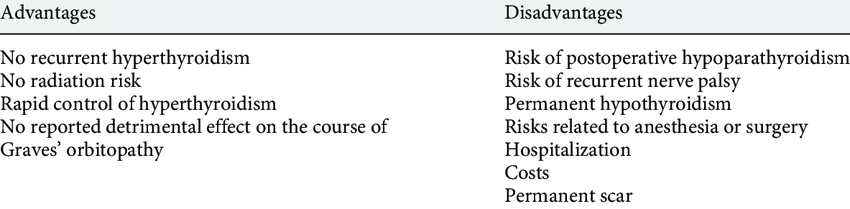 Advantages
Disadvantages
No recurrent hyperthyroidism
No radiation risk
Rapid control of hyperthyroidism
No reported detrimental effect on the course of
Graves’ orbitopathy
Risk of postoperative hypoparathyroidism
Risk of recurrent nerve palsy
Permanent hypothyroidism
Risks related to anesthesia or surgery
Hospitalization
Costs
Permanent scar